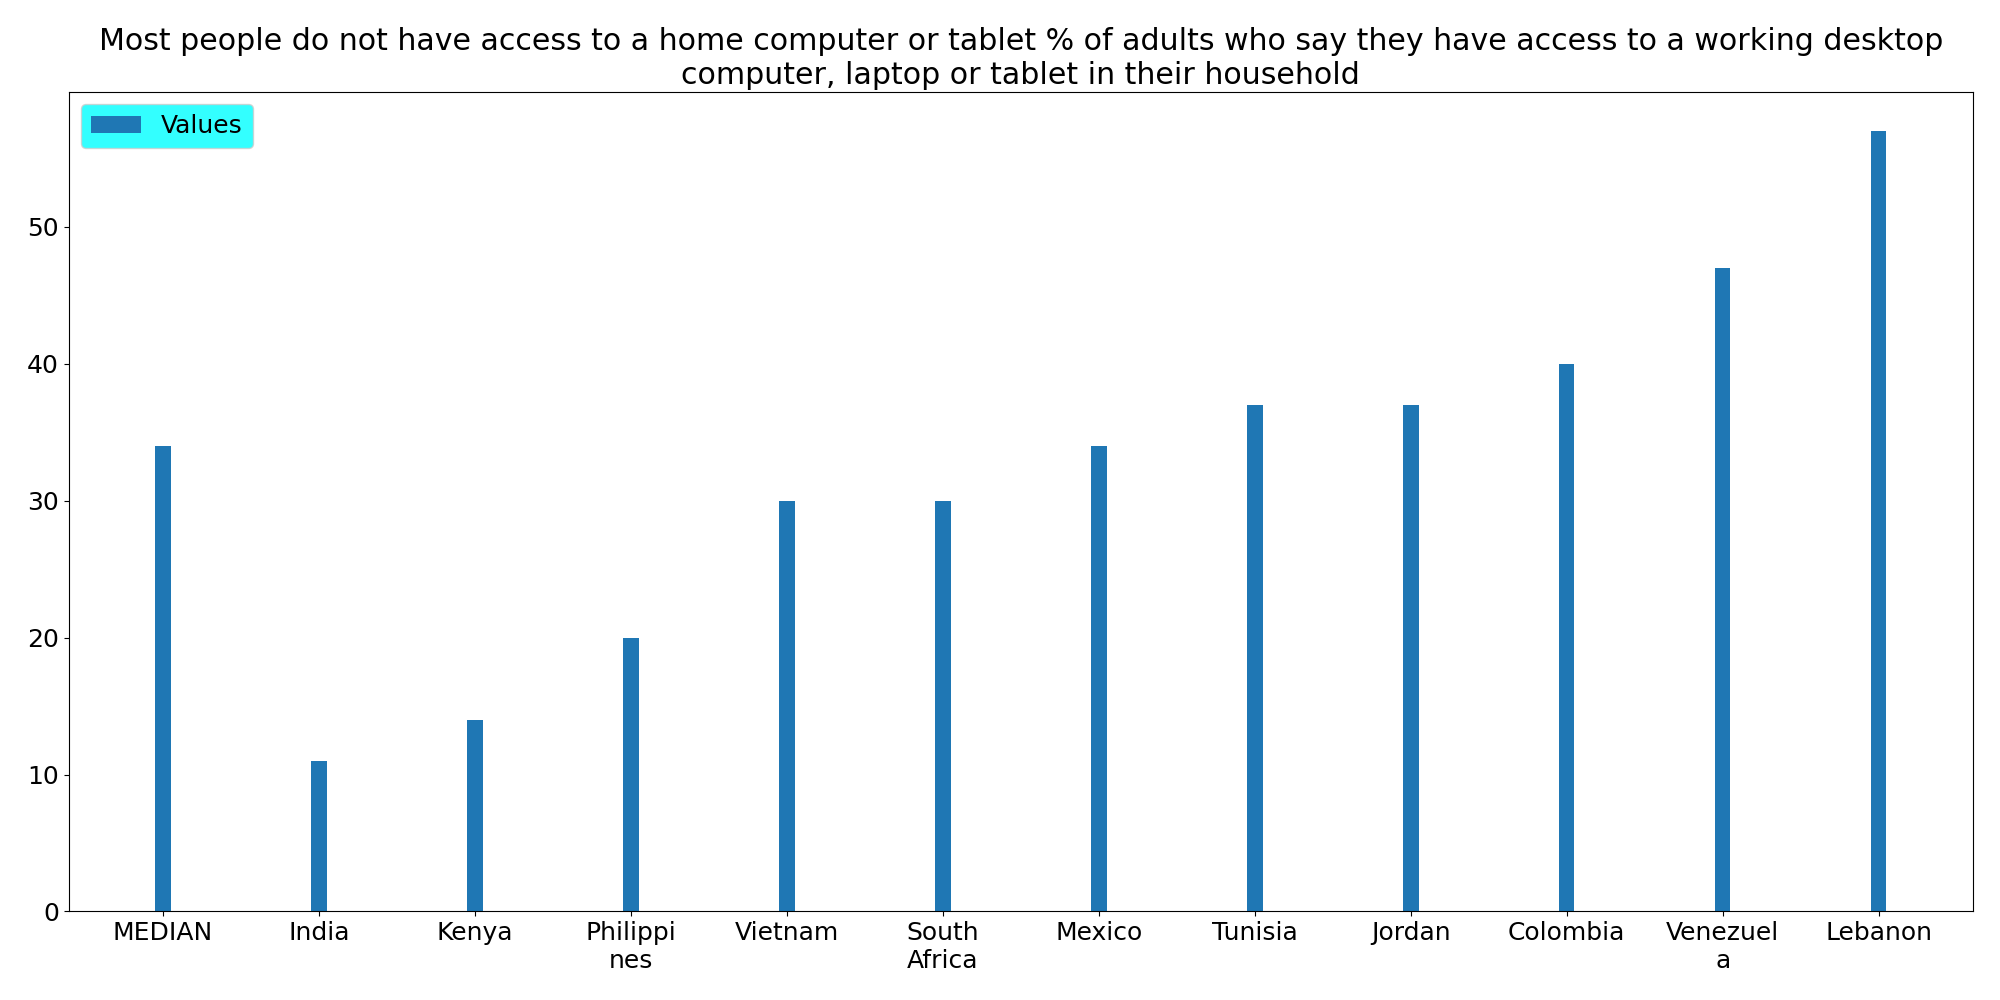 Most people do not have access to a home computer or tablet % of adults who say they have access to a working desktop
computer, laptop or tablet in their household
Values
50
40
30
20
10
0
MEDIAN
India
Kenya
Philippi
nes
Vietnam
South
Africa
Mexico
Tunisia
Jordan
Colombia
Venezuel
a
Lebanon